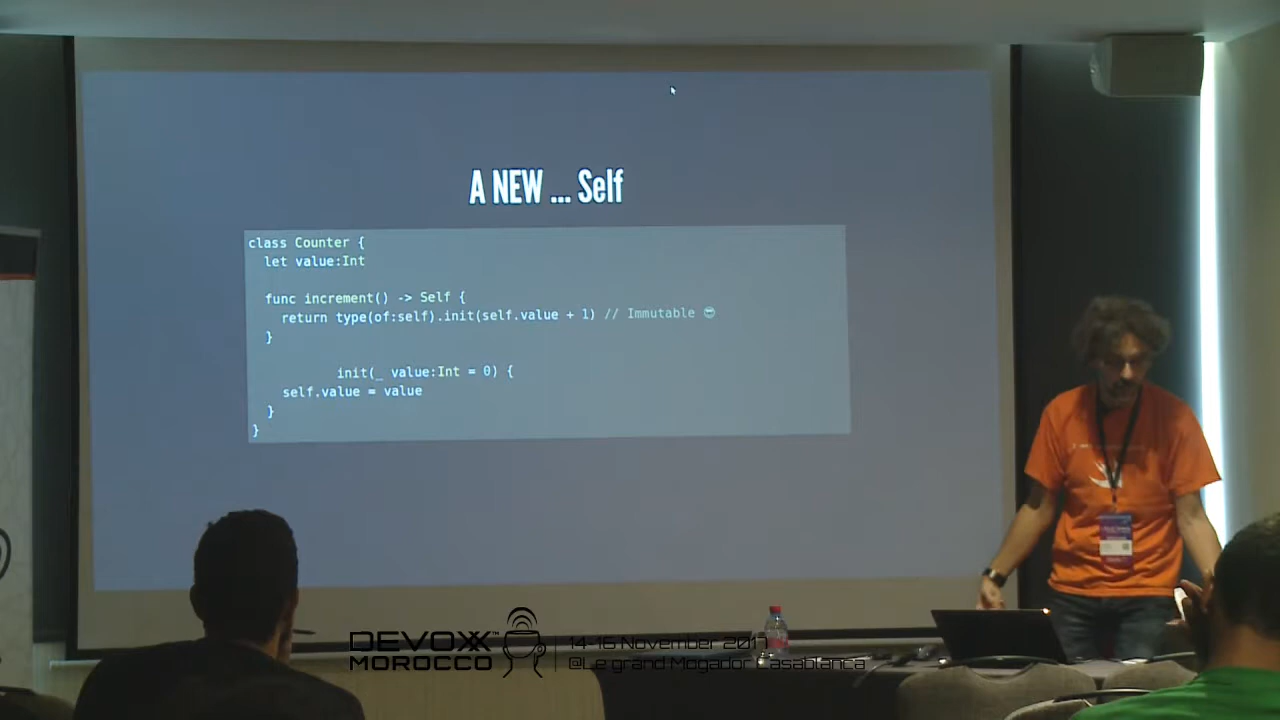 A NEW ... Self
class Counter {
let value:Int
func increment() -> Self {
return type(of:self).init(self.value + 1) // Immutable 😎
}
init(_ value:Int = 0) {
self.value = value
}
}
DEVOXX™
MOROCCO
14-16 November 2017
@Le grand Mogador Casablanca